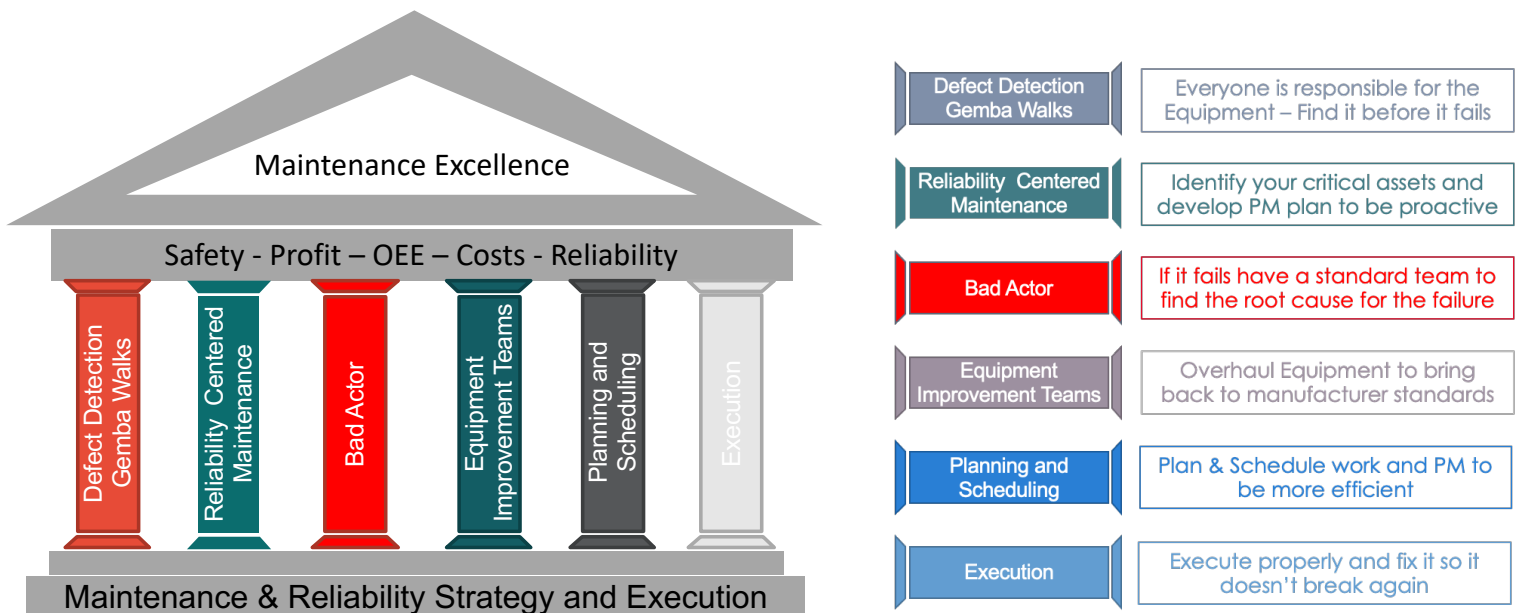 Maintenance Excellence
Safety - Profit – OEE – Costs - Reliability
Defect Detection
Gemba Walks
Reliability Centered
Maintenance
Bad Actor
Equipment
Improvement Teams
Planning and
Scheduling
Execution
Maintenance & Reliability Strategy and Execution
Defect Detection
Gemba Walks
Everyone is responsible for the
Equipment – Find it before it fails
Reliability Centered
Maintenance
Identify your critical assets and
develop PM plan to be proactive
Bad Actor
If it fails have a standard team to
find the root cause for the failure
Equipment
Improvement Teams
Overhaul Equipment to bring
back to manufacturer standards
Planning and
Scheduling
Plan & Schedule work and PM to
be more efficient
Execution
Execute properly and fix it so it
doesn't break again